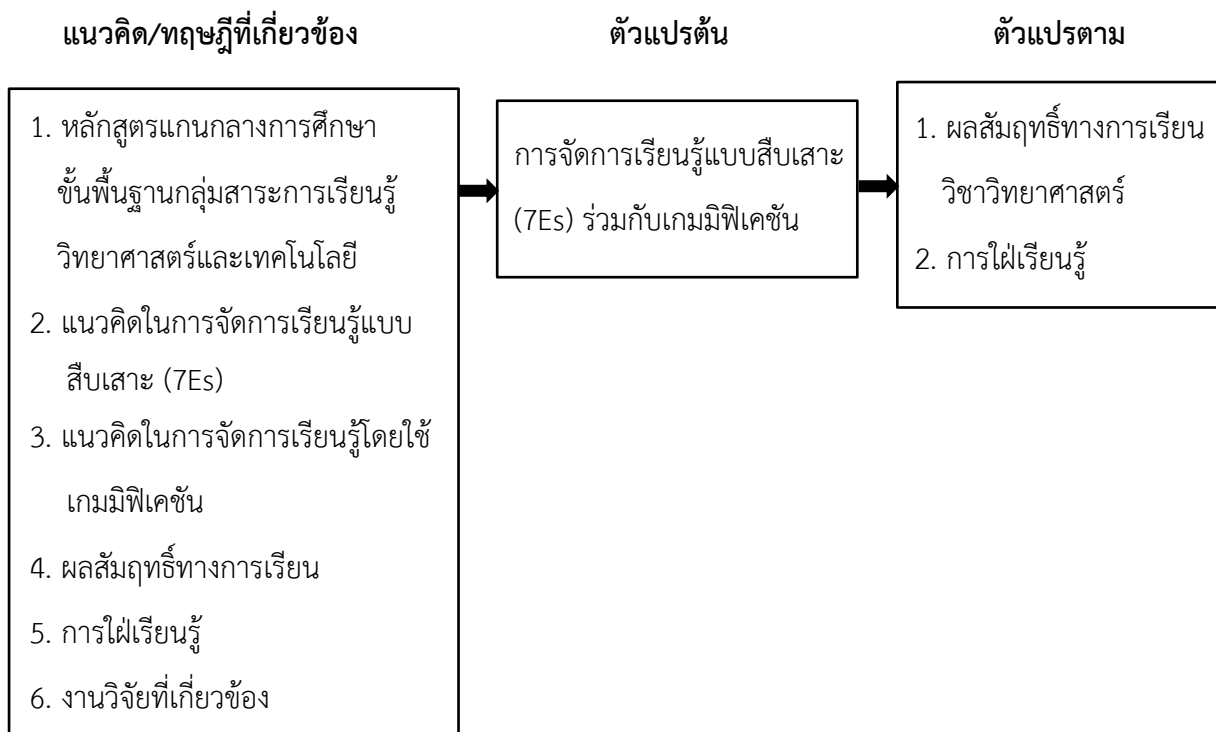 แนวคิด/ทฤษฎีที่เกี่ยวข้อง
1. หลักสูตรแกนกลางการศึกษา
ขั้นพื้นฐานกลุ่มสาระการเรียนรู้
วิทยาศาสตร์และเทคโนโลยี
2. แนวคิดในการจัดการเรียนรู้แบบ
สืบเสาะ (7Es)
3. แนวคิดในการจัดการเรียนรู้โดยใช้
เกมมิฟิเคชัน
4. ผลสัมฤทธิ์ทางการเรียน
5. การใฝ่เรียนรู้
6. งานวิจัยที่เกี่ยวข้อง
ตัวแปรต้น
การจัดการเรียนรู้แบบสืบเสาะ
(7Es) ร่วมกับเกมมิฟิเคชัน
ตัวแปรตาม
1. ผลสัมฤทธิ์ทางการเรียน
วิชาวิทยาศาสตร์
2. การใฝ่เรียนรู้